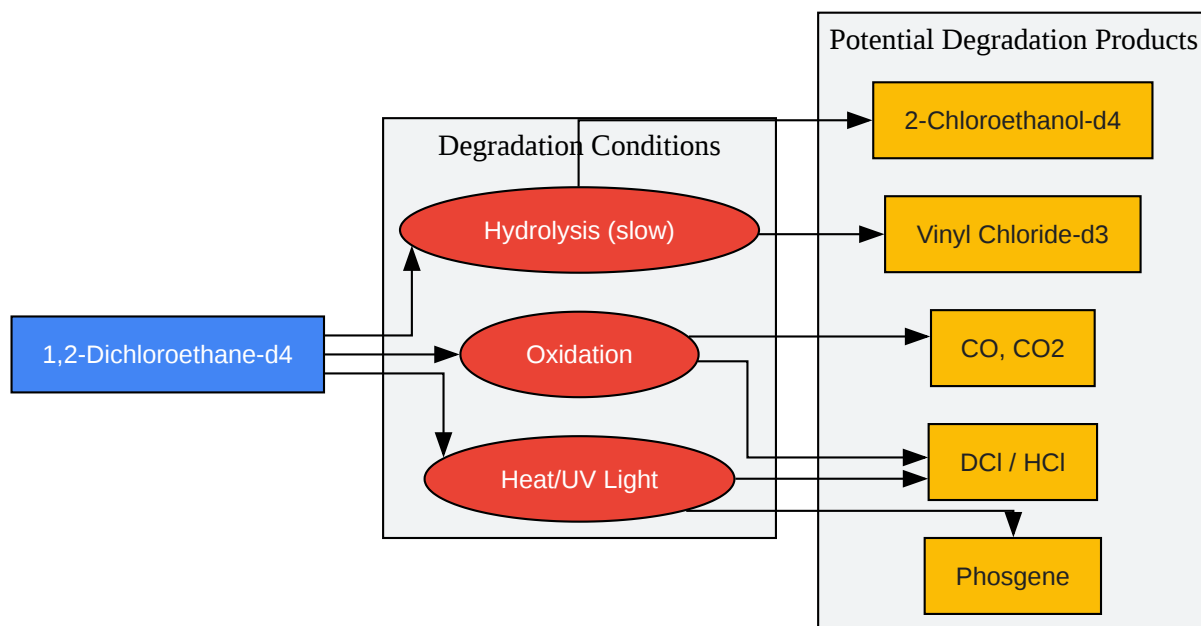 Potential Degradation Products
2-Chloroethanol-d4
Degradation Conditions
Hydrolysis (slow)
Vinyl Chloride-d3
1,2-Dichloroethane-d4
Oxidation
CO, CO2
Heat/UV Light
DCl / HCl
Phosgene